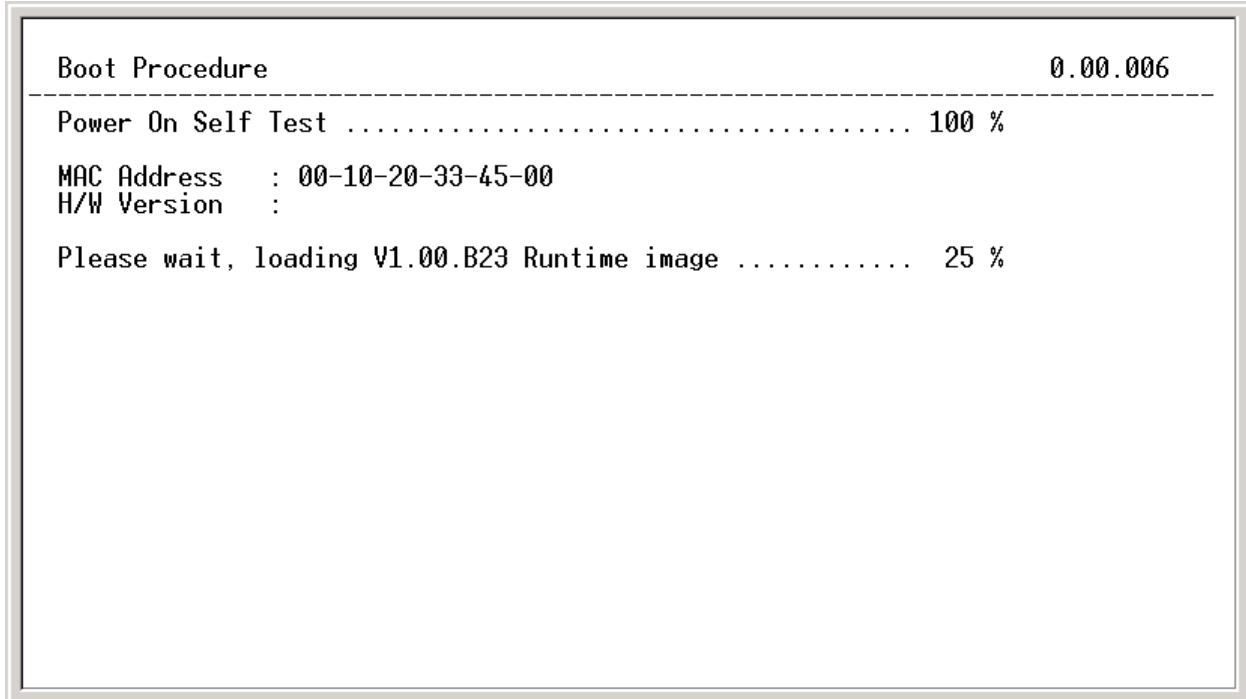 Boot Procedure 0.00.006
--------------------------------------------------------------------------------
Power On Self Test ...................................... 100 %
MAC Address : 00-10-20-33-45-00
H/W Version :
Please wait, loading V1.00.B23 Runtime image ............ 25 %